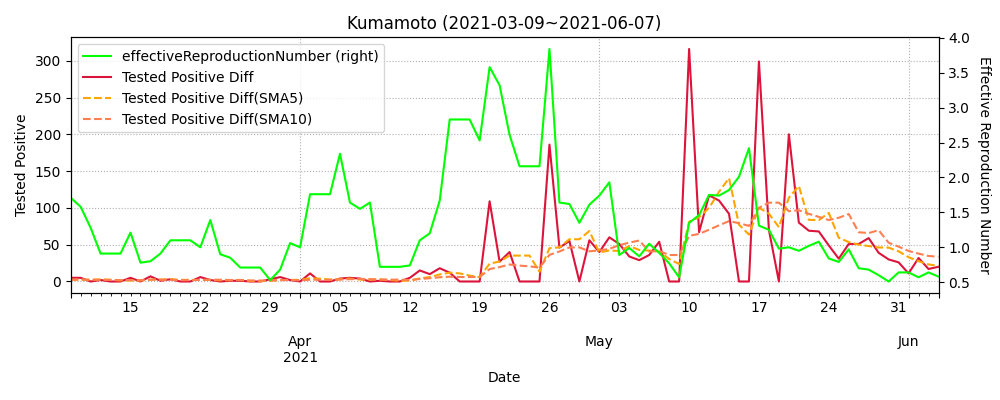 Kumamoto (2021-03-09~2021-06-07)
effectiveReproductionNumber (right)
Tested Positive Diff
Tested Positive Diff(SMA5)
Tested Positive Diff(SMA10)
Tested Positive
300
250
200
150
100
50
0
4.0
3.5
3.0
2.5
2.0
1.5
1.0
0.5
Effective Reproduction Number
15 22 29 05 12 19 26 03 10 17 24 31
Apr May Jun
2021
Date